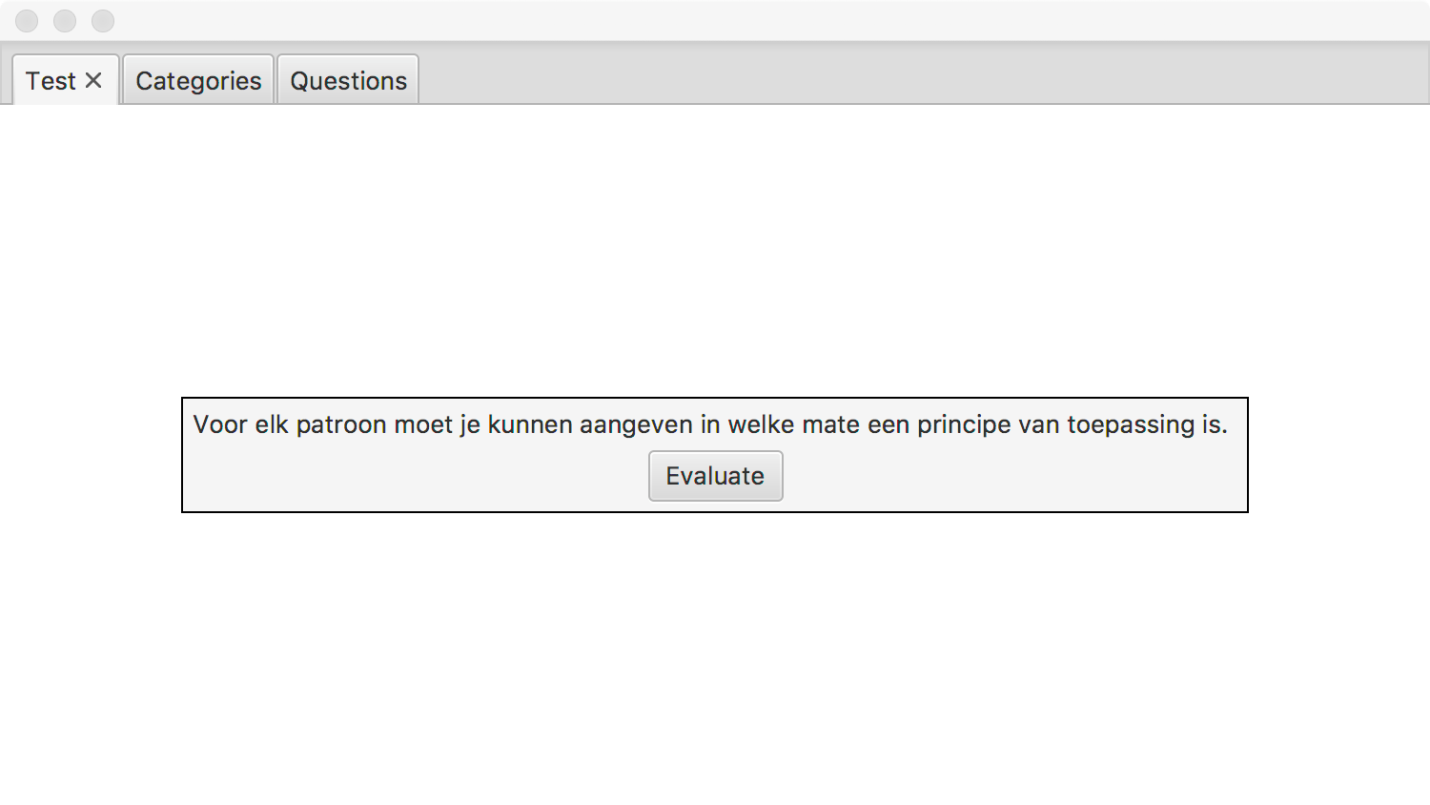 Test
Categories
Questions
Voor elk patroon moet je kunnen aangeven in welke mate een principe van toepassing is.
Evaluate